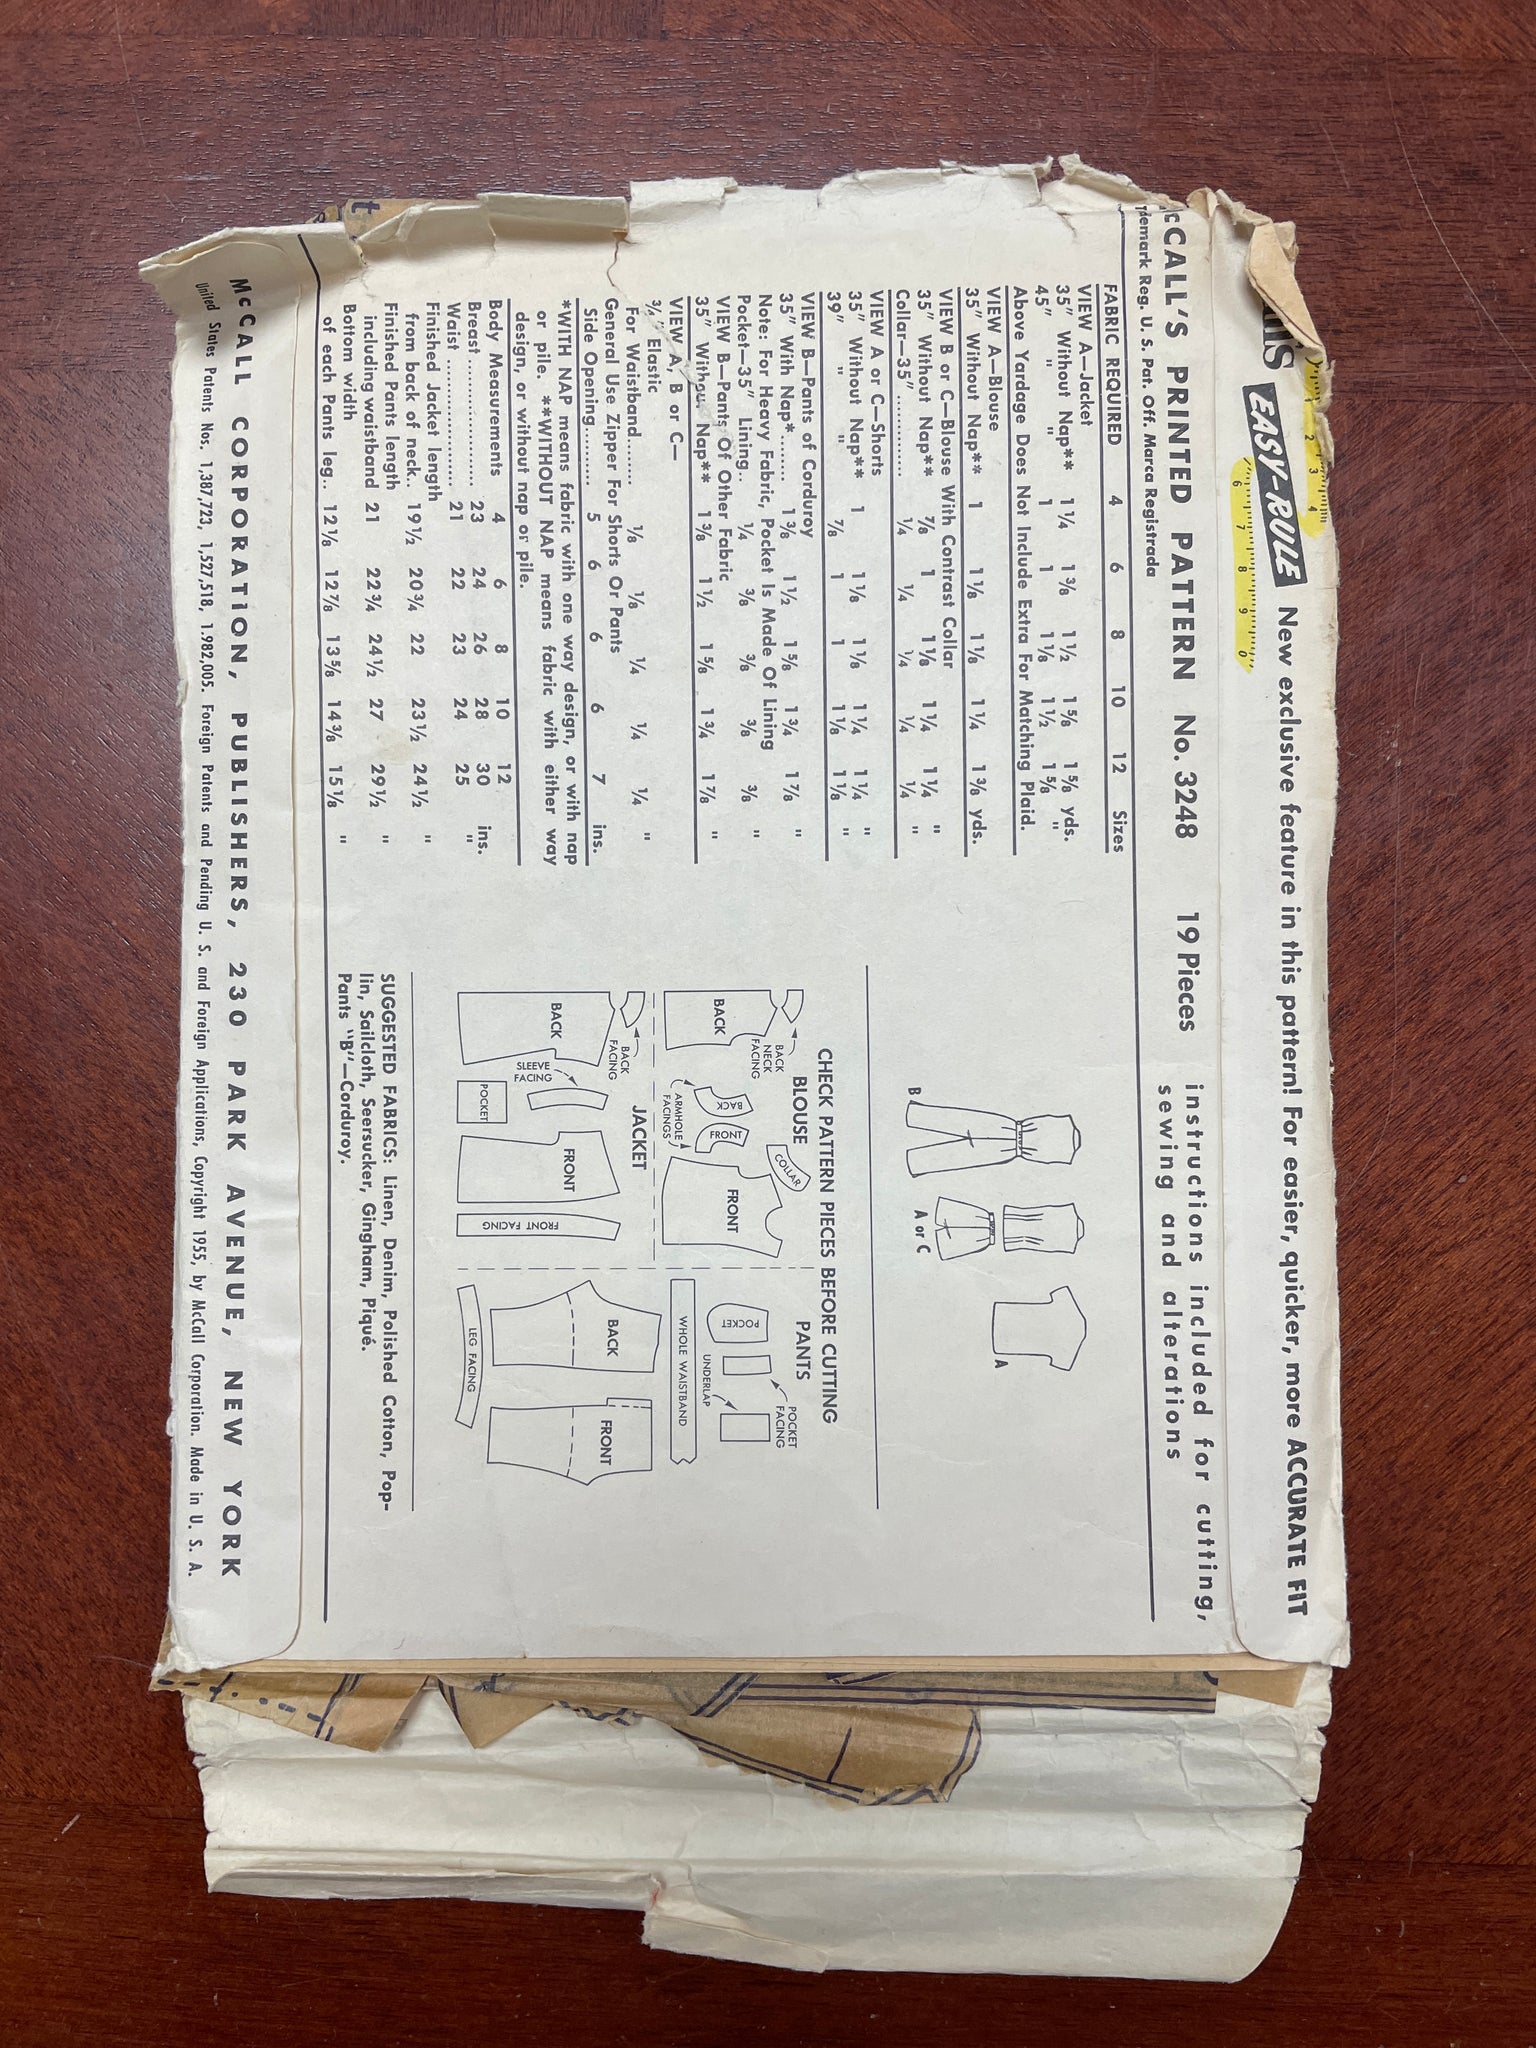 EASY-RULE New exclusive feature in this pattern! For easier, quicker, more ACCURATE FIT
2 3 4
6 7 8 9 0
CCALL'S PRINTED PATTERN No. 3248 19 Pieces
demark Reg. U. S. Pat. Off. Marca Registrada
instructions included for cutting,
sewing and alterations
FABRIC REQUIRED 4 6 8 10 12 Sizes
VIEW A—Jacket
35" Without Nap** 1¼ 1⅜ 1½ 1⅝ 1⅝ yds.
45" " " 1 1 1⅛ 1½ 1⅝ "
Above Yardage Does Not Include Extra For Matching Plaid.
VIEW A—Blouse
35" Without Nap** 1 1⅛ 1⅛ 1¼ 1⅜ yds.
VIEW B or C—Blouse With Contrast Collar
35" Without Nap** ⅞ 1 1⅛ 1¼ 1¼ "
Collar—35" .......... ¼ ¼ ¼ ¼ ¼ "
VIEW A or C—Shorts
35" Without Nap** 1 1⅛ 1⅛ 1¼ 1¼ "
39" " " ⅞ 1 1 1⅛ 1⅛ "
VIEW B—Pants of Corduroy
35" With Nap*...... 1⅜ 1½ 1⅝ 1¾ 1⅞ "
Note: For Heavy Fabric, Pocket Is Made Of Lining
Pocket—35" Lining.. ¼ ⅜ ⅜ ⅜ ⅜ "
VIEW B—Pants Of Other Fabric
35" Without Nap** 1⅜ 1½ 1⅝ 1¾ 1⅞ "
VIEW A, B or C—
¾" Elastic
For Waistband....... ⅛ ⅛ ¼ ¼ ¼ "
General Use Zipper For Shorts Or Pants
Side Opening......... 5 6 6 6 7 ins.
*WITH NAP means fabric with one way design, or with nap
or pile. **WITHOUT NAP means fabric with either way
design, or without nap or pile.
Body Measurements 4 6 8 10 12
Breast............... 23 24 26 28 30 ins.
Waist................ 21 22 23 24 25 "
Finished Jacket length
from back of neck.. 19½ 20¾ 22 23½ 24½ "
Finished Pants length
including waistband 21 22¾ 24½ 27 29½ "
Bottom width
of each Pants leg.. 12⅛ 12⅞ 13⅝ 14⅜ 15⅛ "
B
A or C
A
CHECK PATTERN PIECES BEFORE CUTTING
BLOUSE
BACK
BACK NECK FACING
BACK
FRONT
ARMHOLE FACINGS
COLLAR
FRONT
PANTS
POCKET
POCKET FACING
UNDERLAP
WHOLE WAISTBAND
BACK
FRONT
LEG FACING
JACKET
BACK
BACK FACING
SLEEVE FACING
POCKET
FRONT
FRONT FACING
SUGGESTED FABRICS: Linen, Denim, Polished Cotton, Pop-
lin, Sailcloth, Seersucker, Gingham, Piqué.
Pants "B"—Corduroy.
McCALL CORPORATION, PUBLISHERS, 230 PARK AVENUE, NEW YORK
United States Patents Nos. 1,387,723, 1,527,518, 1.982,005. Foreign Patents and Pending U. S. and Foreign Applications, Copyright 1955, by McCall Corporation. Made in U. S. A.